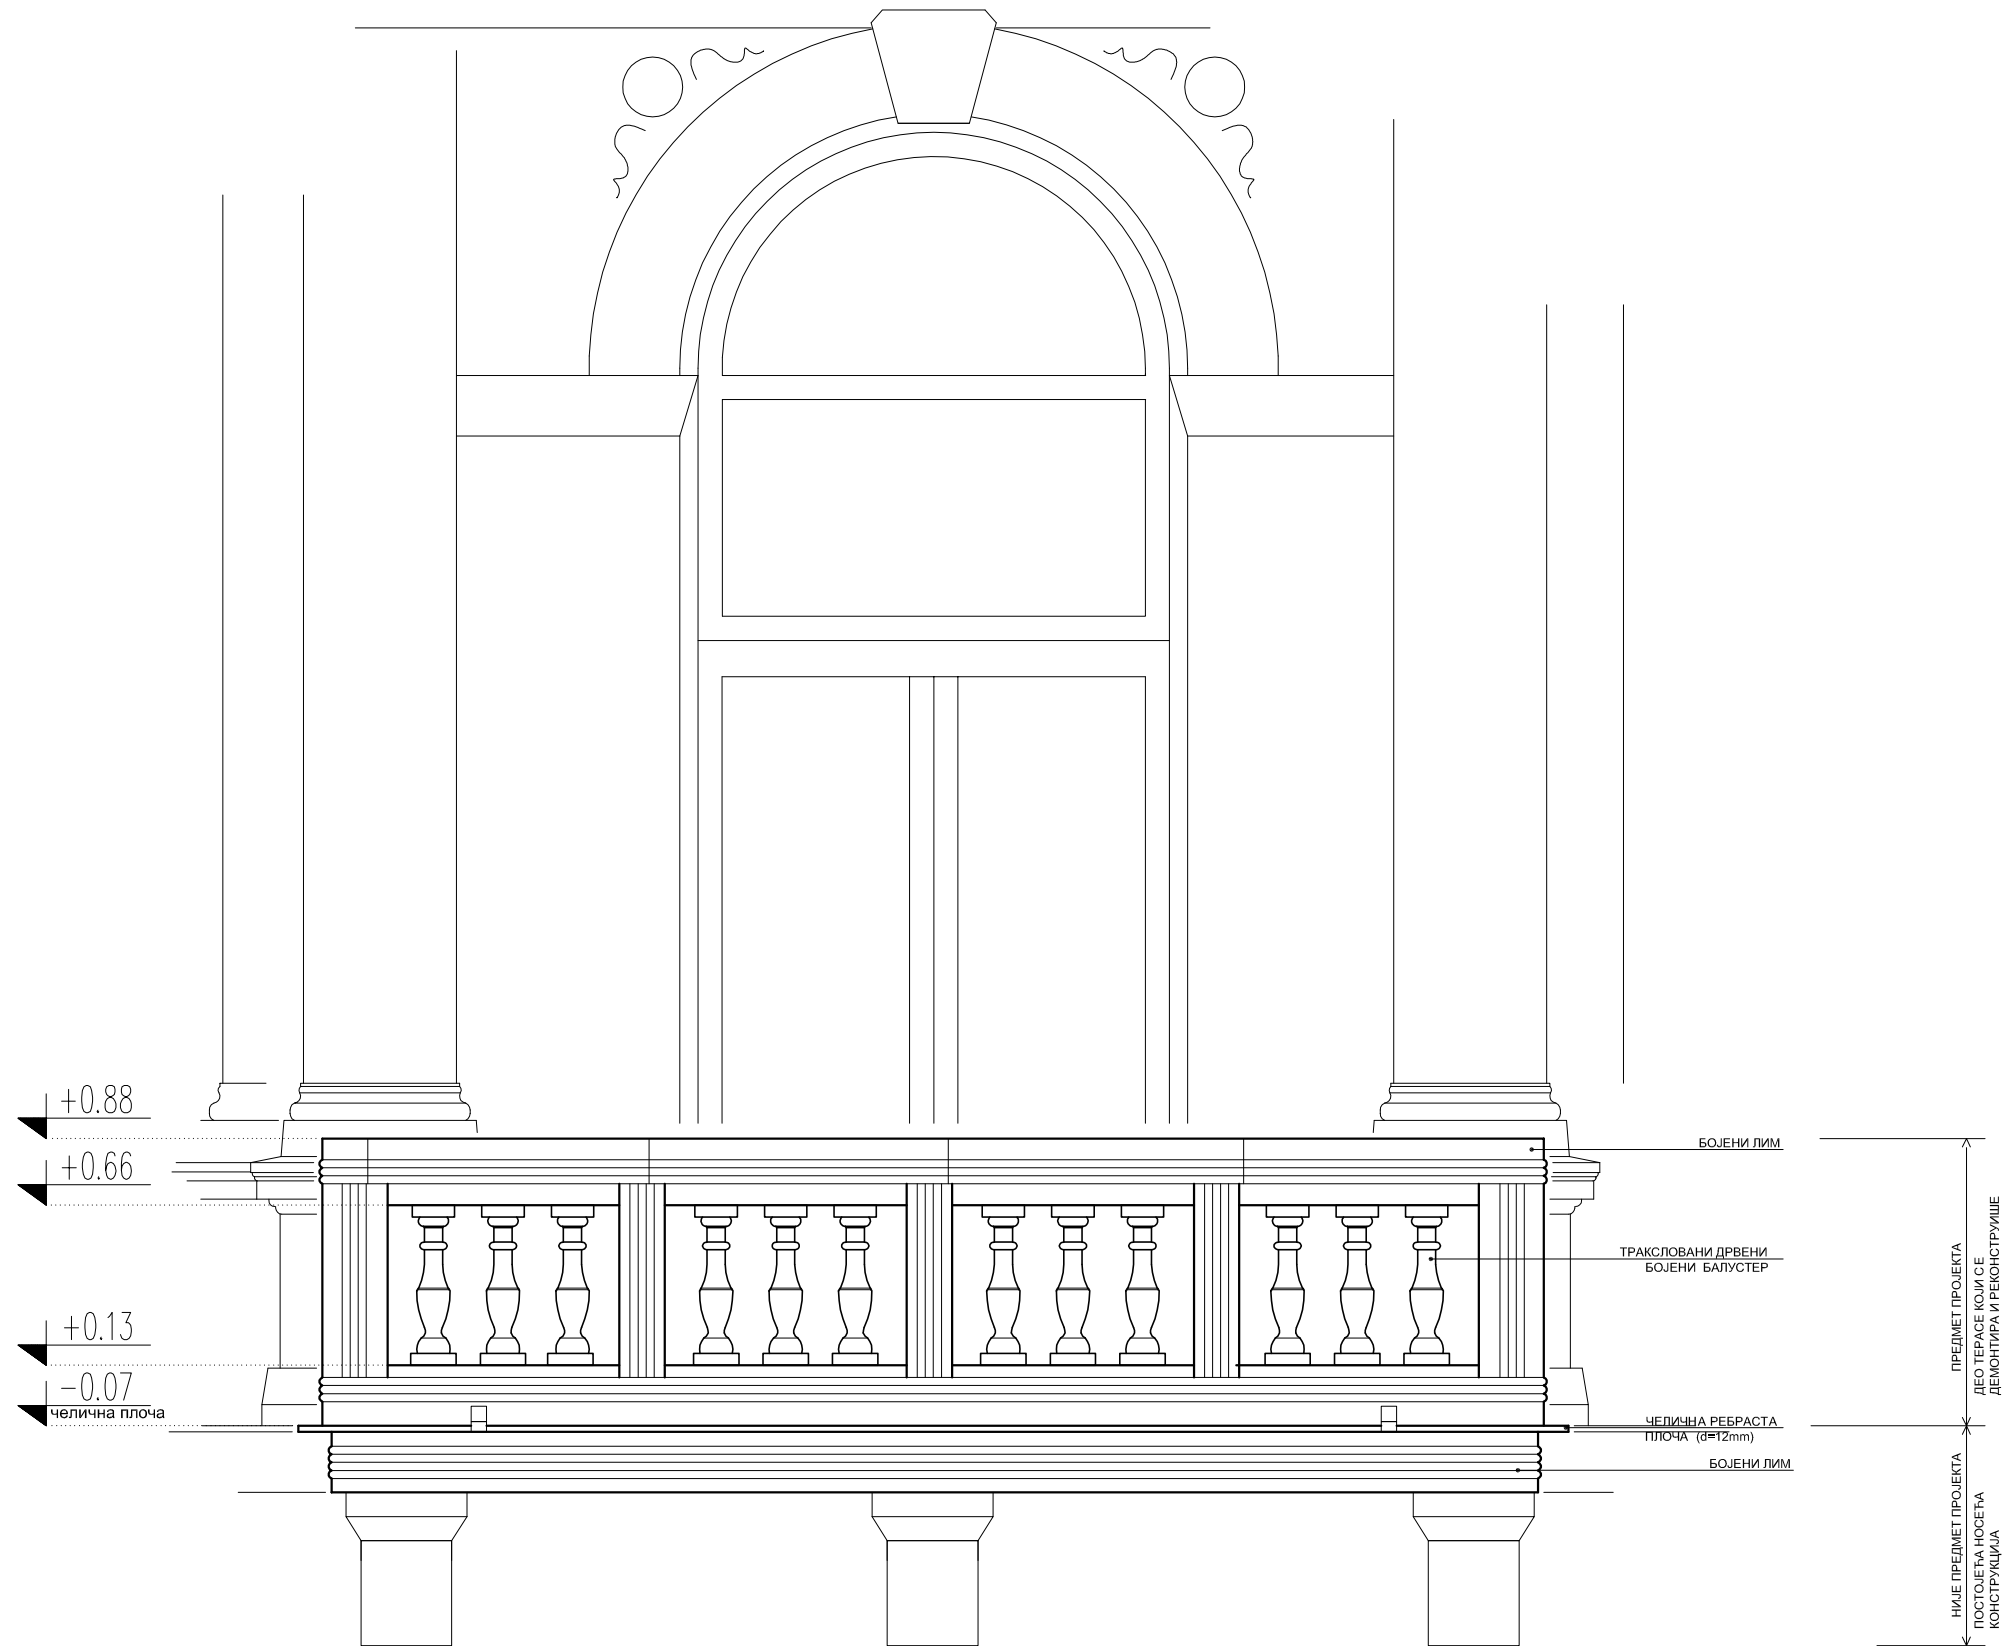 +0.88
+0.66
+0.13
-0.07
челична плоча
БОЈЕНИ ЛИМ
ТРАКСЛОВАНИ ДРВЕНИ
БОЈЕНИ БАЛУСТЕР
ЧЕЛИЧНА РЕБРАСТА
ПЛОЧА (d=12mm)
БОЈЕНИ ЛИМ
ПРЕДМЕТ ПРОЈЕКТА
ДЕО ТЕРАСЕ КОЈИ СЕ
ДЕМОНТИРА И РЕКОНСТРУИШЕ
НИЈЕ ПРЕДМЕТ ПРОЈЕКТА
ПОСТОЈЕЋА НОСЕЋА
КОНСТРУКЦИЈА